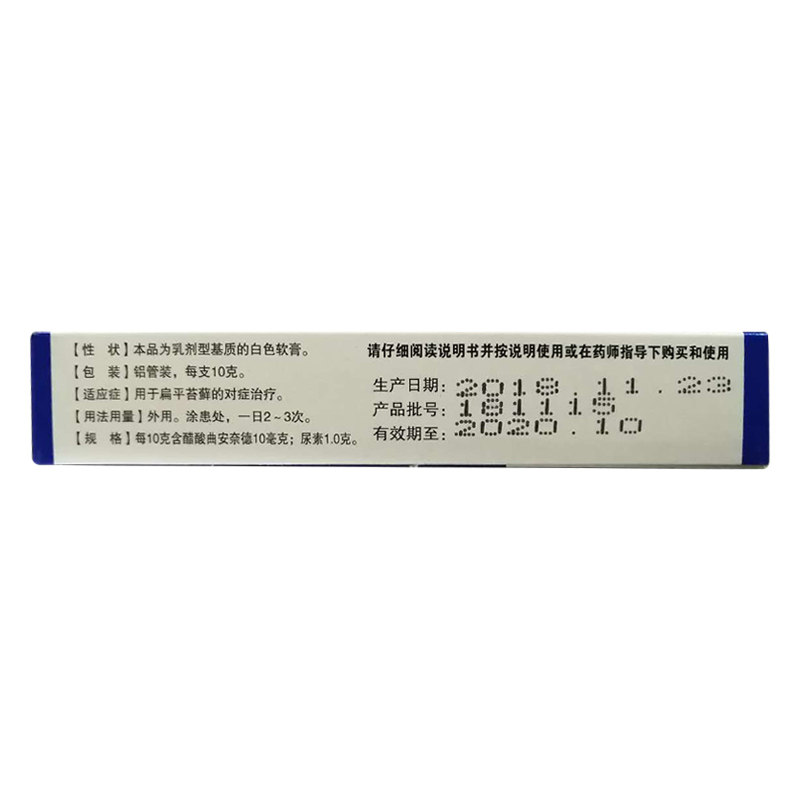 【性 状】本品为乳剂型基质的白色软膏。
【包 装】铝管装，每支10克。
【适应症】用于扁平苔藓的对症治疗。
【用法用量】外用。涂患处，一日2～3次。
【规 格】每10克含醋酸曲安奈德10毫克；尿素1.0克。
请仔细阅读说明书并按说明使用或在药师指导下购买和使用
生产日期：2018.11.23
产品批号：181115
有效期至：2020.10